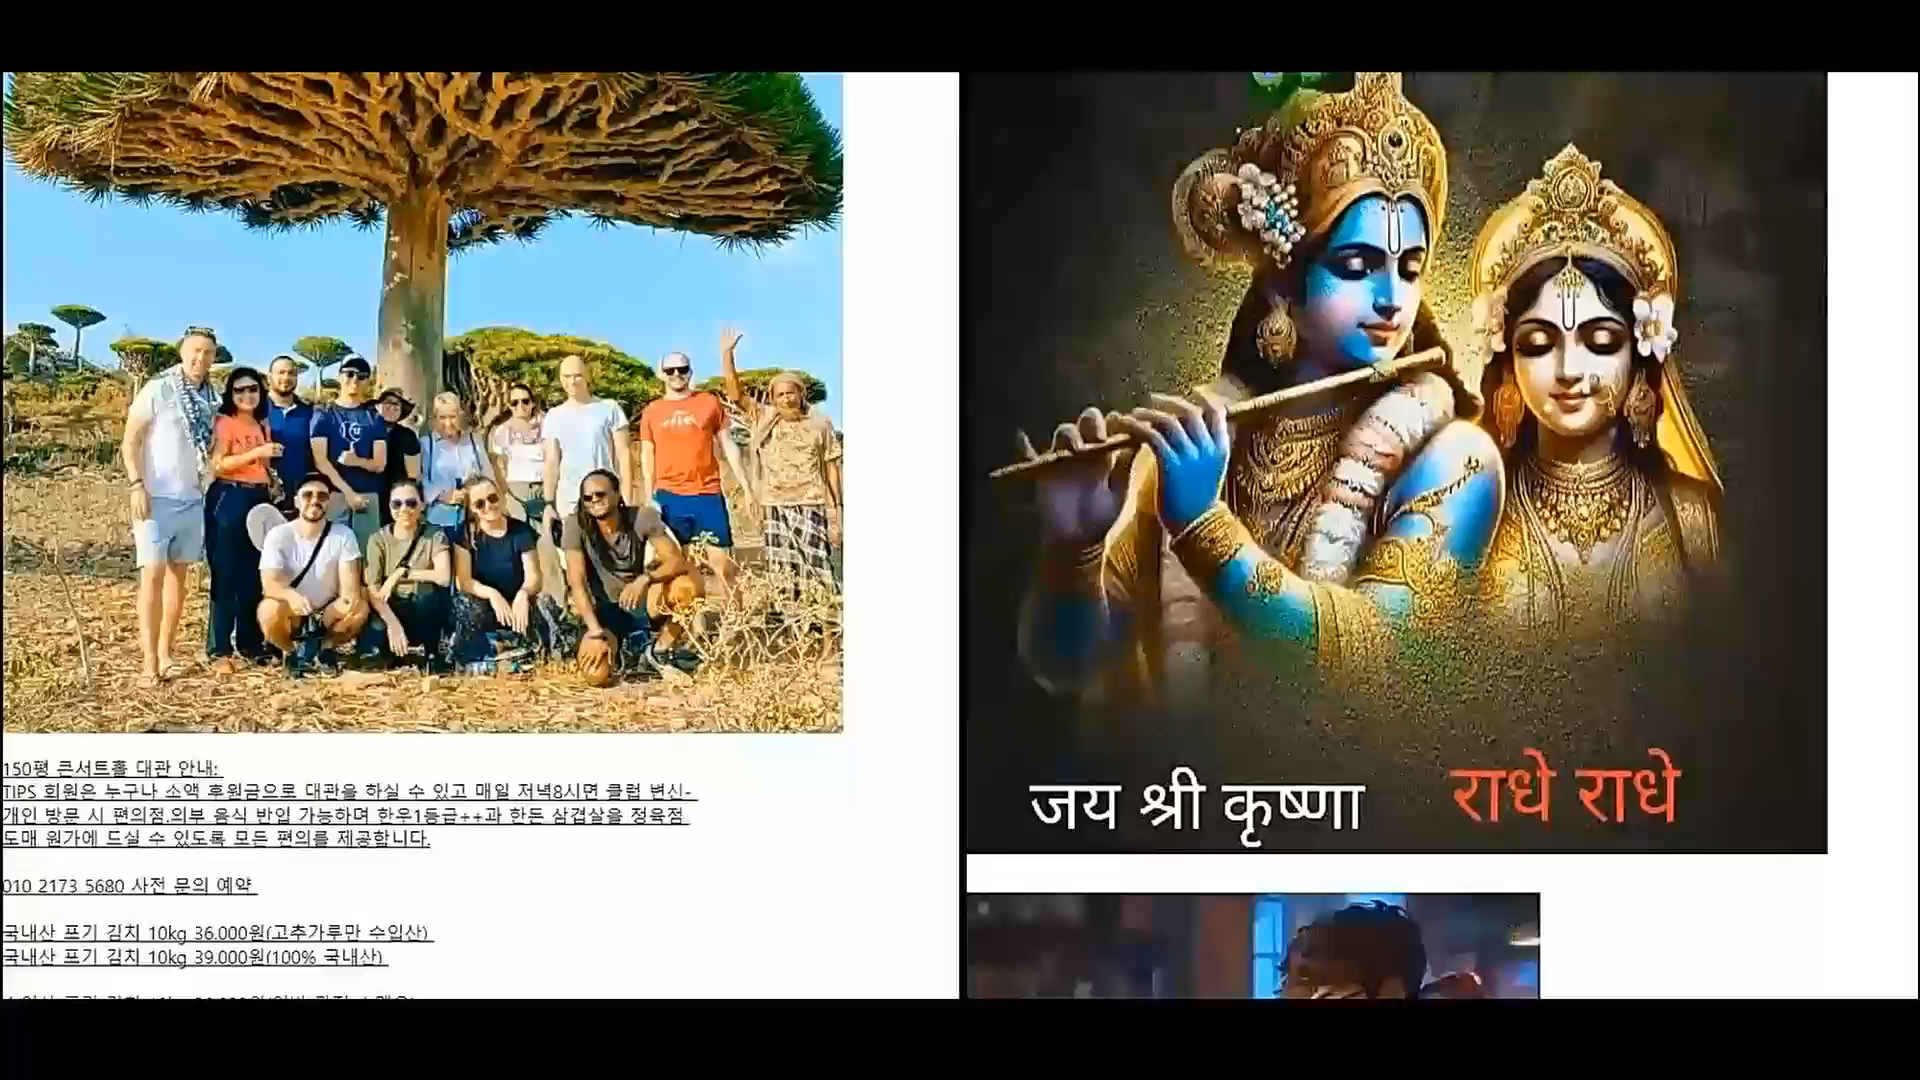 150평 큰서트홀 대관 안내:
TIPS 회원은 누구나 소액 후원금으로 대관을 하실 수 있고 매일 저녁8시면 클럽 변신-
개인 방문 시 편의점.외부 음식 반입 가능하며 한우1등급++과 한돈 삼겹살을 정육점
도매 원가에 드실 수 있도록 모든 편의를 제공합니다.
010 2173 5680 사전 문의 예약
국내산 포기 김치 10kg 36.000원(고추가루만 수입산)
국내산 포기 김치 10kg 39.000원(100% 국내산)
जय श्री कृष्णा
राधे राधे